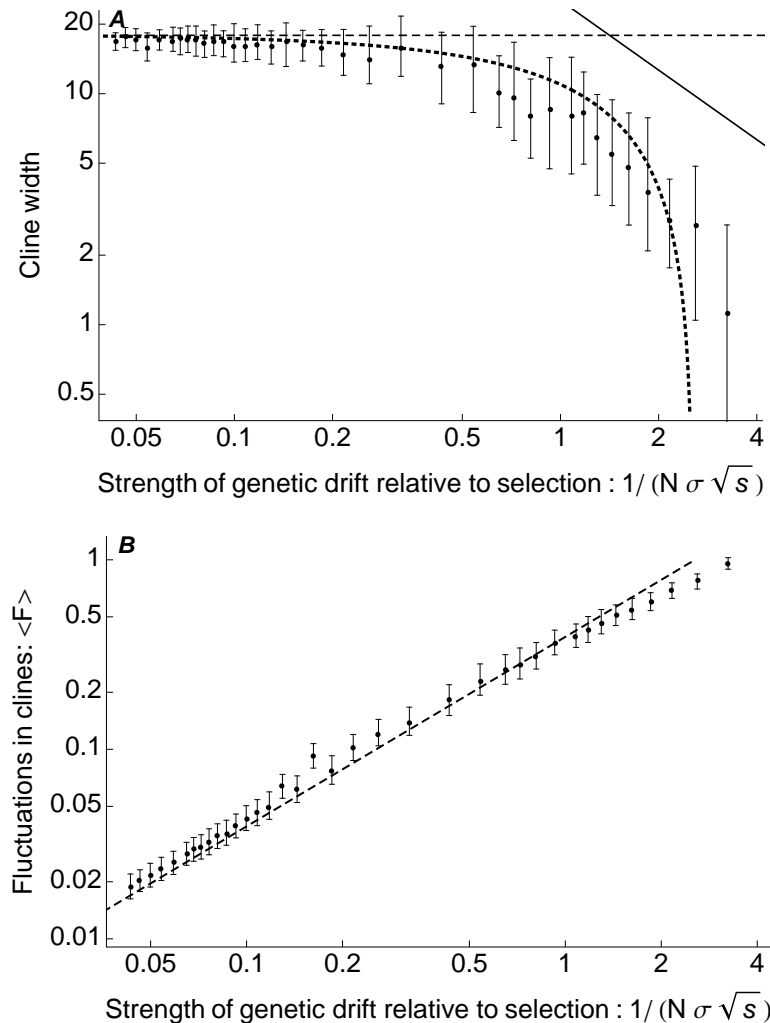 A
20
10
5
2
1
0.5
Cline width
0.05 0.1 0.2 0.5 1 2 4
Strength of genetic drift relative to selection : 1/ (N σ √s )
B
1
0.5
0.2
0.1
0.05
0.02
0.01
Fluctuations in clines: <F>
0.05 0.1 0.2 0.5 1 2 4
Strength of genetic drift relative to selection : 1/ (N σ √s )